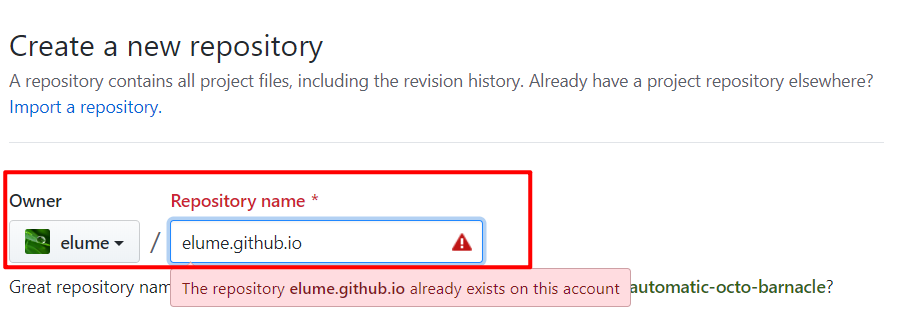 Create a new repository
A repository contains all project files, including the revision history. Already have a project repository elsewhere?
Import a repository.
Owner
Repository name *
elume
/
elume.github.io
Great repository nam
The repository elume.github.io already exists on this account
automatic-octo-barnacle?